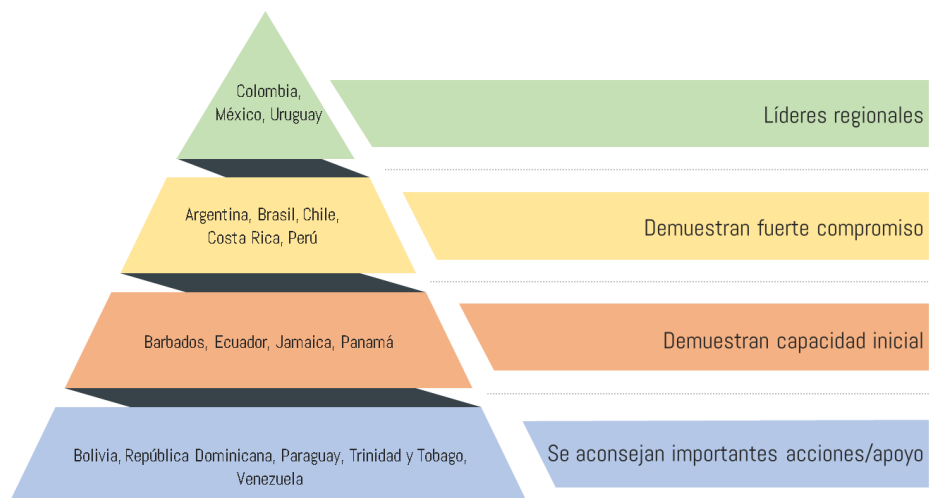 Colombia,
México, Uruguay
Líderes regionales
Argentina, Brasil, Chile,
Costa Rica, Perú
Demuestran fuerte compromiso
Barbados, Ecuador, Jamaica, Panamá
Demuestran capacidad inicial
Bolivia, República Dominicana, Paraguay, Trinidad y Tobago,
Venezuela
Se aconsejan importantes acciones/apoyo